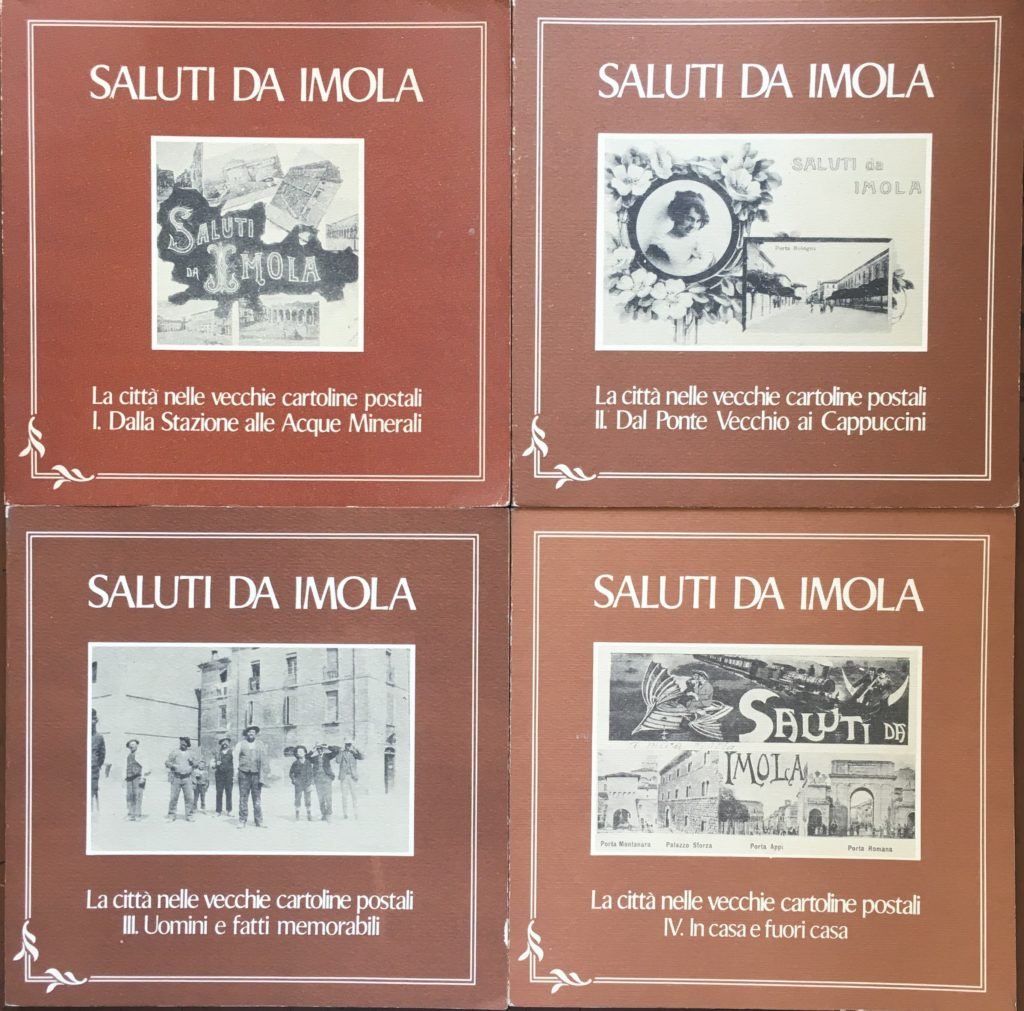 SALUTI DA IMOLA
SALUTI
DA IMOLA
La città nelle vecchie cartoline postali
I. Dalla Stazione alle Acque Minerali
SALUTI DA IMOLA
SALUTI da
IMOLA
Porta Bologna
La città nelle vecchie cartoline postali
II. Dal Ponte Vecchio ai Cappuccini
SALUTI DA IMOLA
La città nelle vecchie cartoline postali
III. Uomini e fatti memorabili
SALUTI DA IMOLA
SALUTI DA
IMOLA
Porta Montanara Palazzo Sforza Porta Appi Porta Romana
La città nelle vecchie cartoline postali
IV. In casa e fuori casa